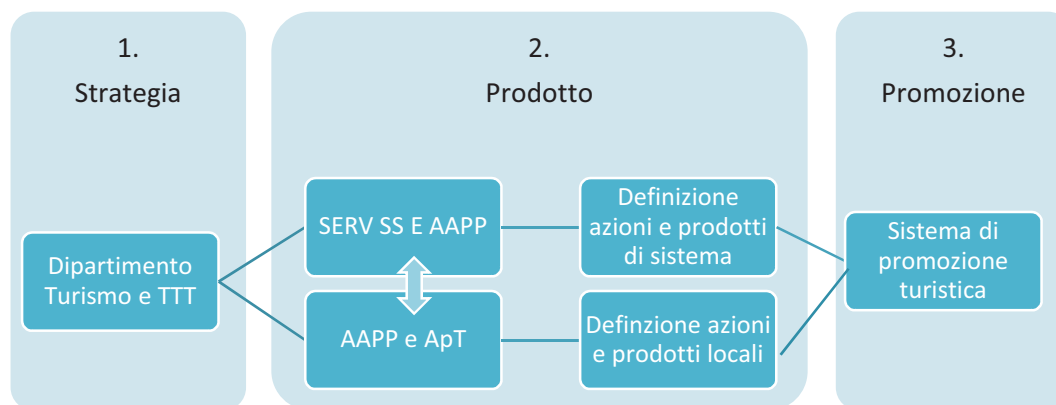 1.
Strategia
2.
Prodotto
3.
Promozione
Dipartimento
Turismo e TTT
SERV SS E AAPP
AAPP e ApT
Definizione
azioni e prodotti
di sistema
Definzione azioni
e prodotti locali
Sistema di
promozione
turistica